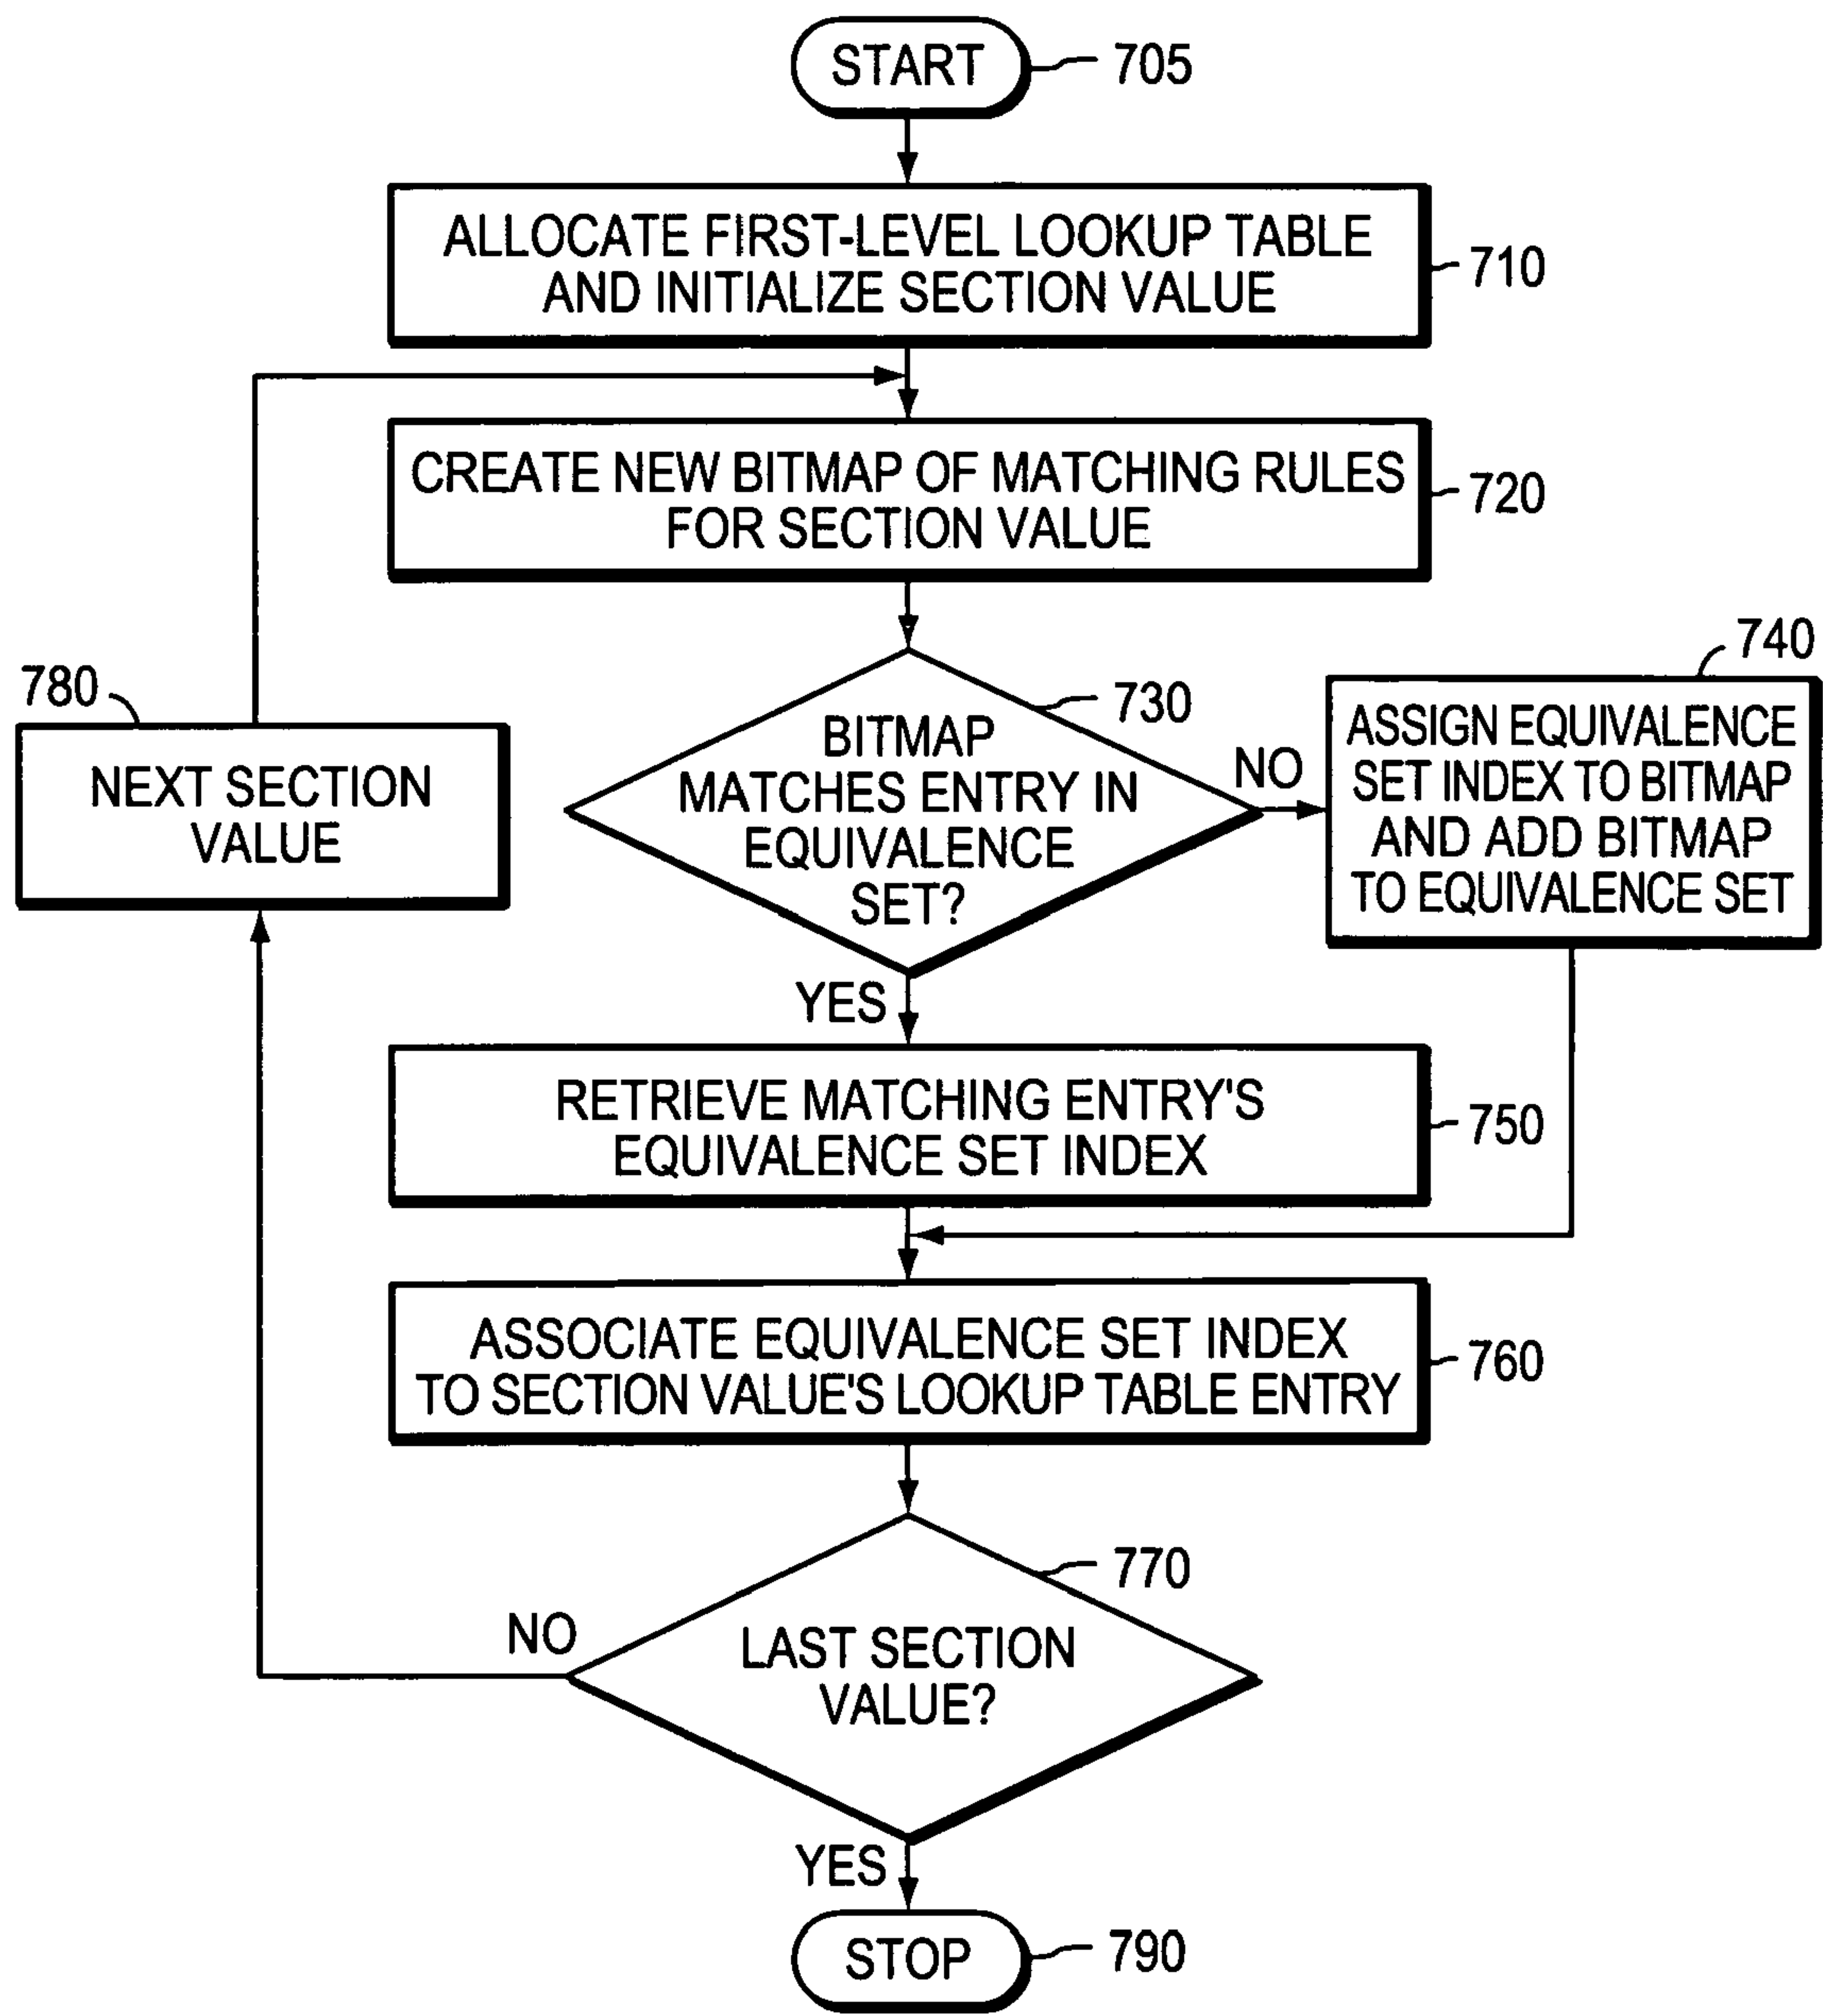 START
705
ALLOCATE FIRST-LEVEL LOOKUP TABLE
AND INITIALIZE SECTION VALUE
710
CREATE NEW BITMAP OF MATCHING RULES
FOR SECTION VALUE
720
730
BITMAP
MATCHES ENTRY IN
EQUIVALENCE
SET?
NO
740
ASSIGN EQUIVALENCE
SET INDEX TO BITMAP
AND ADD BITMAP
TO EQUIVALENCE SET
780
NEXT SECTION
VALUE
YES
RETRIEVE MATCHING ENTRY'S
EQUIVALENCE SET INDEX
750
ASSOCIATE EQUIVALENCE SET INDEX
TO SECTION VALUE'S LOOKUP TABLE ENTRY
760
770
LAST SECTION
VALUE?
NO
YES
STOP
790